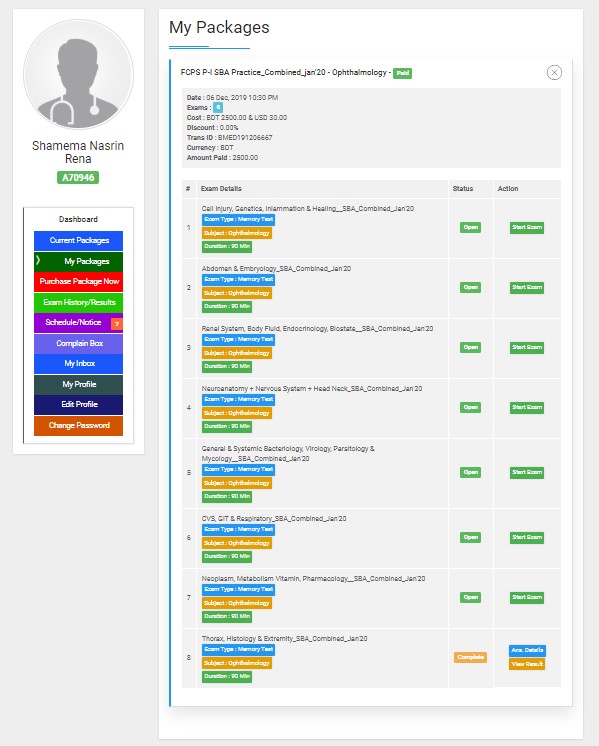 Shamema Nasrin
Rena
A70946
Dashboard
Current Packages
My Packages
Purchase Package Now
Exam History/Results
Schedule/Notice 7
Complain Box
My Inbox
My Profile
Edit Profile
Change Password
My Packages
FCPS P-I SBA Practice_Combined_jan'20 - Ophthalmology - Paid
Date : 06 Dec, 2019 10:30 PM
Exams : 8
Cost : BDT 2500.00 & USD 30.00
Discount : 0.00%
Trans ID : BMED191206667
Currency : BDT
Amount Paid : 2500.00
# Exam Details Status Action
Cell Injury, Genetics, Inlammation & Healing__SBA_Combined_Jan'20
Exam Type : Memory Test
1 Subject : Ophthalmology Open Start Exam
Duration : 90 Min
Abdomen & Embryology_SBA_Combined_Jan'20
Exam Type : Memory Test
2 Subject : Ophthalmology Open Start Exam
Duration : 90 Min
Renal System, Body Fluid, Endocrinology, Biostate__SBA_Combined_Jan'20
Exam Type : Memory Test
3 Subject : Ophthalmology Open Start Exam
Duration : 90 Min
Neuroanatomy + Nervous System + Head Neck_SBA_Combined_Jan'20
Exam Type : Memory Test
4 Subject : Ophthalmology Open Start Exam
Duration : 90 Min
General & Systemic Bacteriology, Virology, Parsitology &
Mycology__SBA_Combined_Jan'20
Exam Type : Memory Test
5 Subject : Ophthalmology Open Start Exam
Duration : 90 Min
CVS, GIT & Respiratory_SBA_Combined_Jan'20
Exam Type : Memory Test
6 Subject : Ophthalmology Open Start Exam
Duration : 90 Min
Neoplasm, Metabolism Vitamin, Pharmacology__SBA_Combined_Jan'20
Exam Type : Memory Test
7 Subject : Ophthalmology Open Start Exam
Duration : 90 Min
Thorax, Histology & Extremity_SBA_Combined_Jan'20
Exam Type : Memory Test Ans. Details
8 Subject : Ophthalmology Complete View Result
Duration : 90 Min